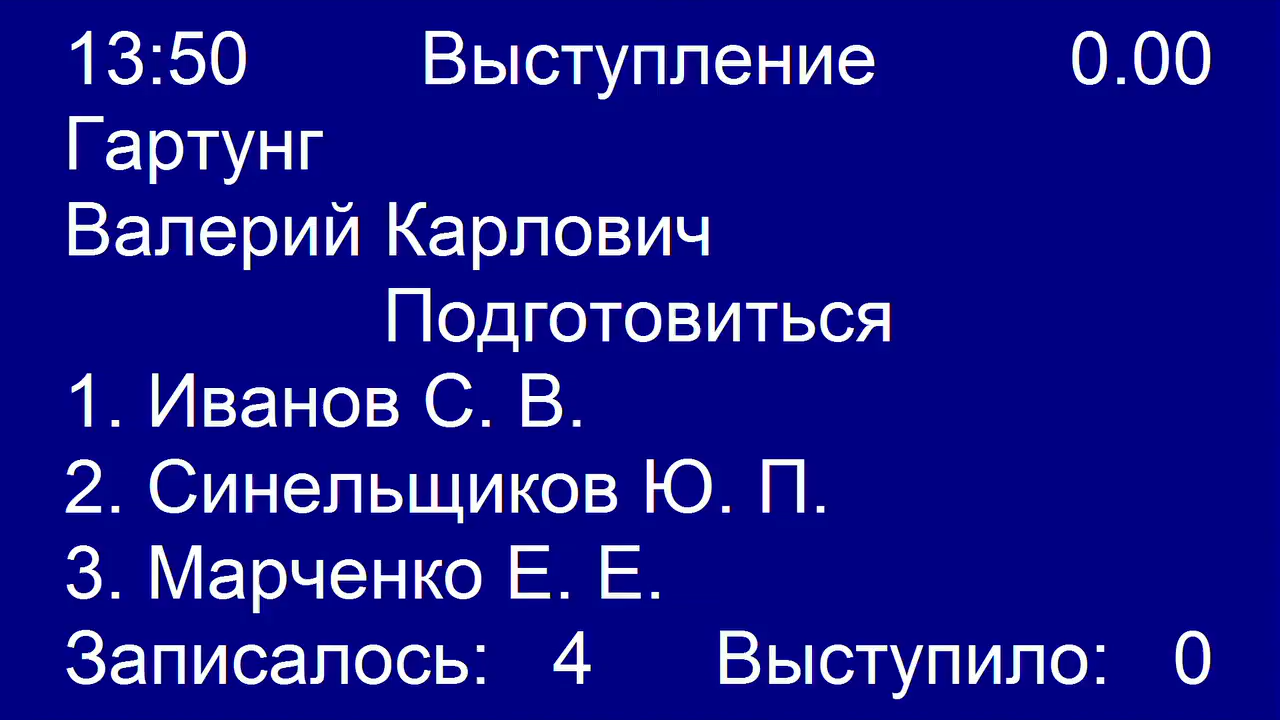 13:50 Выступление 0.00
Гартунг
Валерий Карлович
Подготовиться
1. Иванов С. В.
2. Синельщиков Ю. П.
3. Марченко Е. Е.
Записалось: 4 Выступило: 0